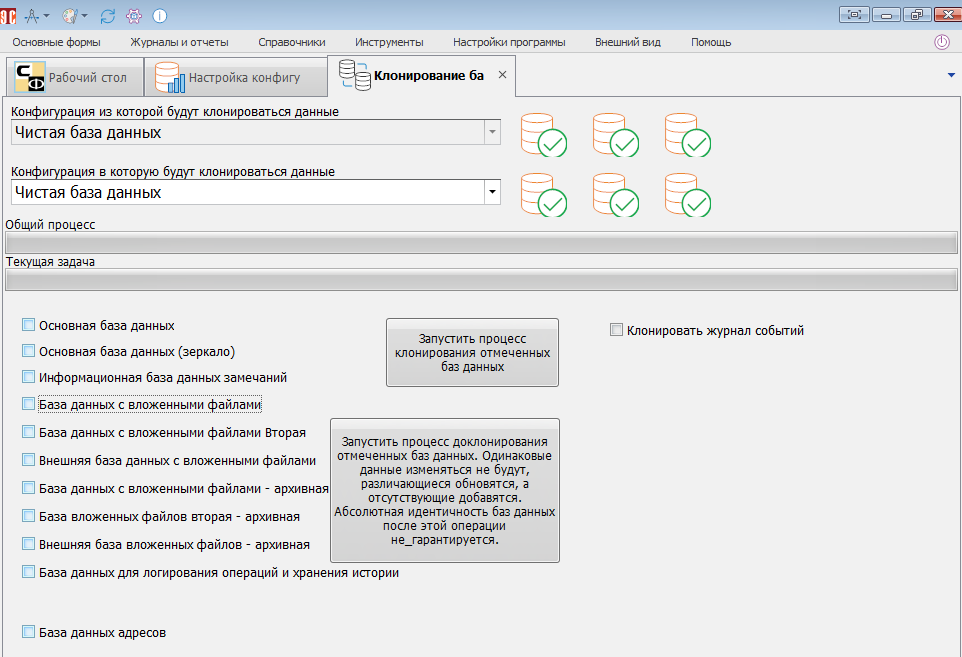 Основные формы
Журналы и отчеты
Справочники
Инструменты
Настройки программы
Внешний вид
Помощь
Рабочий стол
Настройка конфигу
Клонирование ба
Конфигурация из которой будут клонироваться данные
Чистая база данных
Конфигурация в которую будут клонироваться данные
Чистая база данных
Общий процесс
Текущая задача
Основная база данных
Основная база данных (зеркало)
Информационная база данных замечаний
База данных с вложенными файлами
База данных с вложенными файлами Вторая
Внешняя база данных с вложенными файлами
База данных с вложенными файлами - архивная
База вложенных файлов вторая - архивная
Внешняя база вложенных файлов - архивная
База данных для логирования операций и хранения истории
База данных адресов
Запустить процесс
клонирования отмеченных
баз данных
Запустить процесс доклонирования
отмеченных баз данных. Одинаковые
данные изменяться не будут,
различающиеся обновятся, а
отсутствующие добавятся.
Абсолютная идентичность баз данных
после этой операции
не_гарантируется.
Клонировать журнал событий